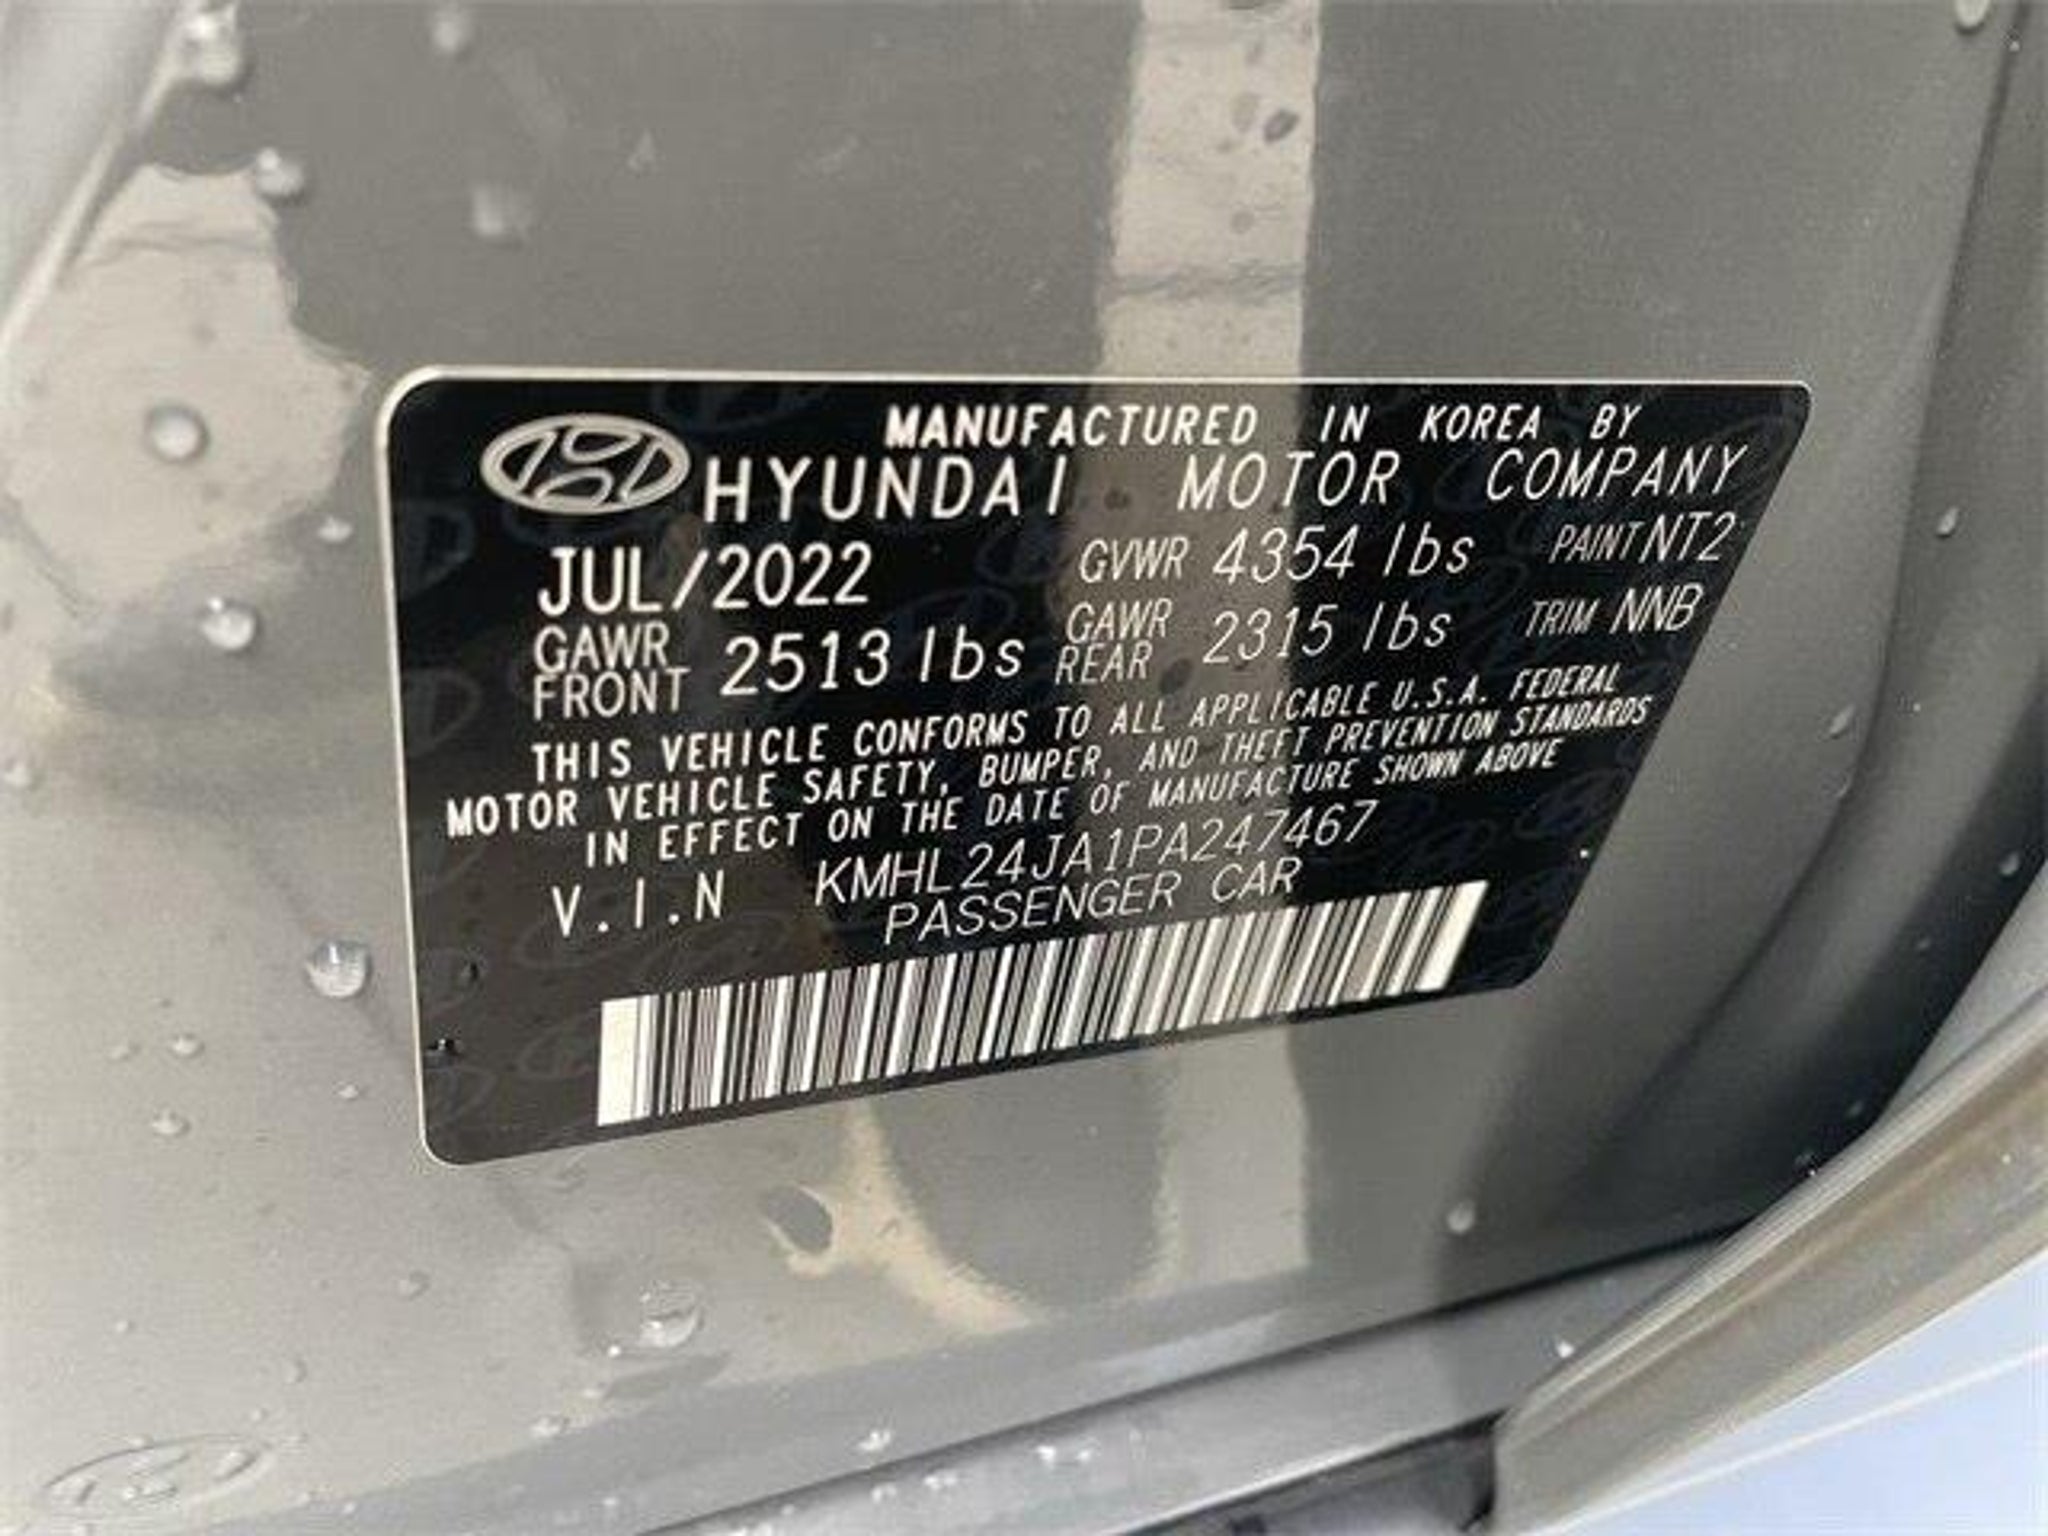 MANUFACTURED IN KOREA BY
HYUNDAI MOTOR COMPANY
JUL/2022 GVWR 4354 lbs PAINT NT2
GAWR FRONT 2513 lbs GAWR REAR 2315 lbs TRIM NNB
THIS VEHICLE CONFORMS TO ALL APPLICABLE U.S.A. FEDERAL
MOTOR VEHICLE SAFETY, BUMPER, AND THEFT PREVENTION STANDARDS
IN EFFECT ON THE DATE OF MANUFACTURE SHOWN ABOVE
V.I.N KMHL24JA1PA247467
PASSENGER CAR